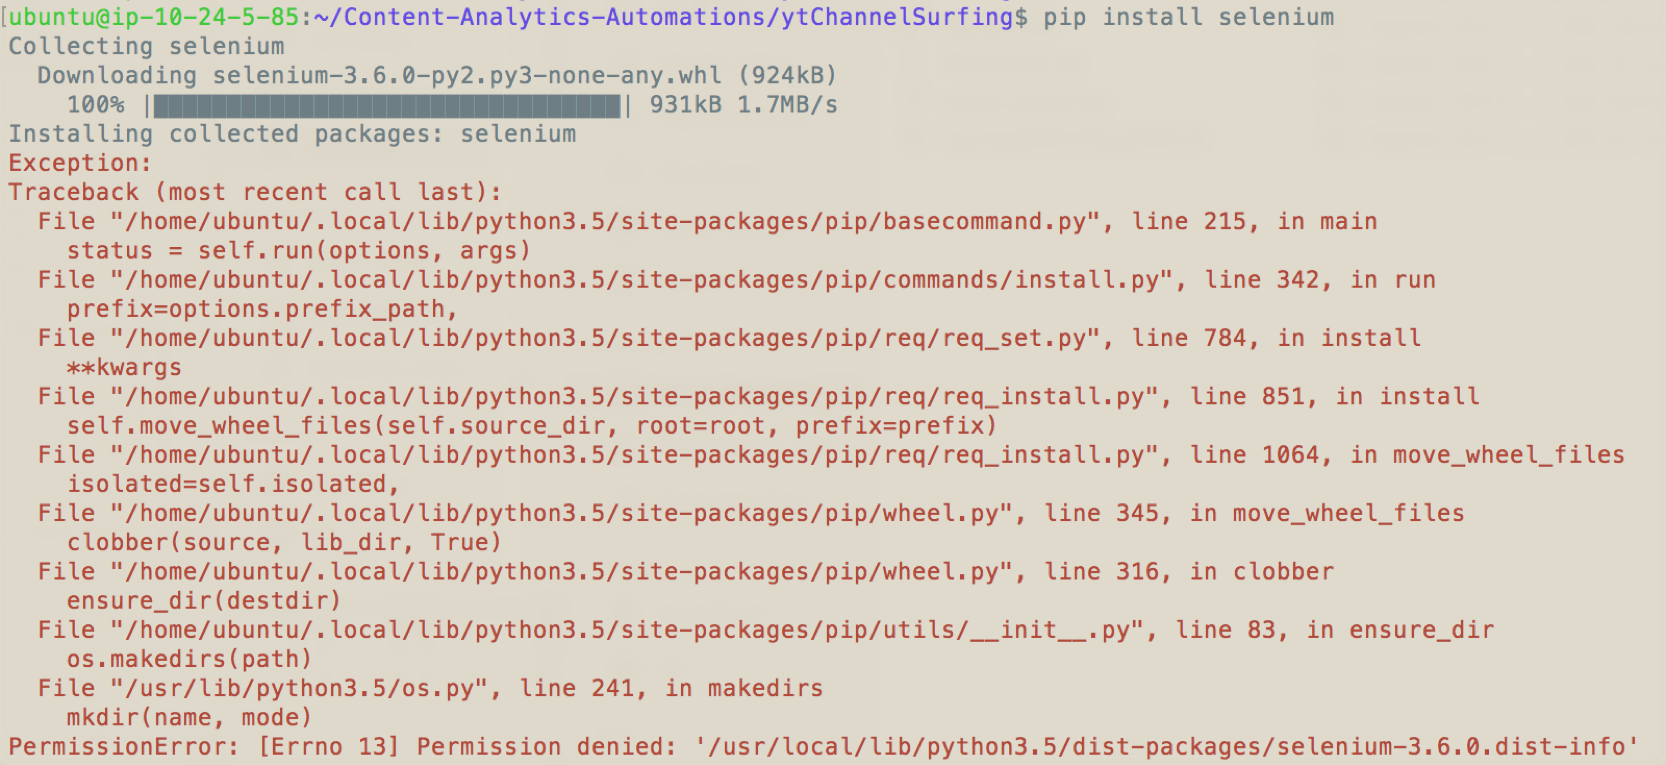 [ubuntu@ip-10-24-5-85:~/Content-Analytics-Automations/ytChannelSurfing$ pip install selenium
Collecting selenium
  Downloading selenium-3.6.0-py2.py3-none-any.whl (924kB)
    100% |████████████████████████████████| 931kB 1.7MB/s
Installing collected packages: selenium
Exception:
Traceback (most recent call last):
  File "/home/ubuntu/.local/lib/python3.5/site-packages/pip/basecommand.py", line 215, in main
    status = self.run(options, args)
  File "/home/ubuntu/.local/lib/python3.5/site-packages/pip/commands/install.py", line 342, in run
    prefix=options.prefix_path,
  File "/home/ubuntu/.local/lib/python3.5/site-packages/pip/req/req_set.py", line 784, in install
    **kwargs
  File "/home/ubuntu/.local/lib/python3.5/site-packages/pip/req/req_install.py", line 851, in install
    self.move_wheel_files(self.source_dir, root=root, prefix=prefix)
  File "/home/ubuntu/.local/lib/python3.5/site-packages/pip/req/req_install.py", line 1064, in move_wheel_files
    isolated=self.isolated,
  File "/home/ubuntu/.local/lib/python3.5/site-packages/pip/wheel.py", line 345, in move_wheel_files
    clobber(source, lib_dir, True)
  File "/home/ubuntu/.local/lib/python3.5/site-packages/pip/wheel.py", line 316, in clobber
    ensure_dir(destdir)
  File "/home/ubuntu/.local/lib/python3.5/site-packages/pip/utils/__init__.py", line 83, in ensure_dir
    os.makedirs(path)
  File "/usr/lib/python3.5/os.py", line 241, in makedirs
    mkdir(name, mode)
PermissionError: [Errno 13] Permission denied: '/usr/local/lib/python3.5/dist-packages/selenium-3.6.0.dist-info'